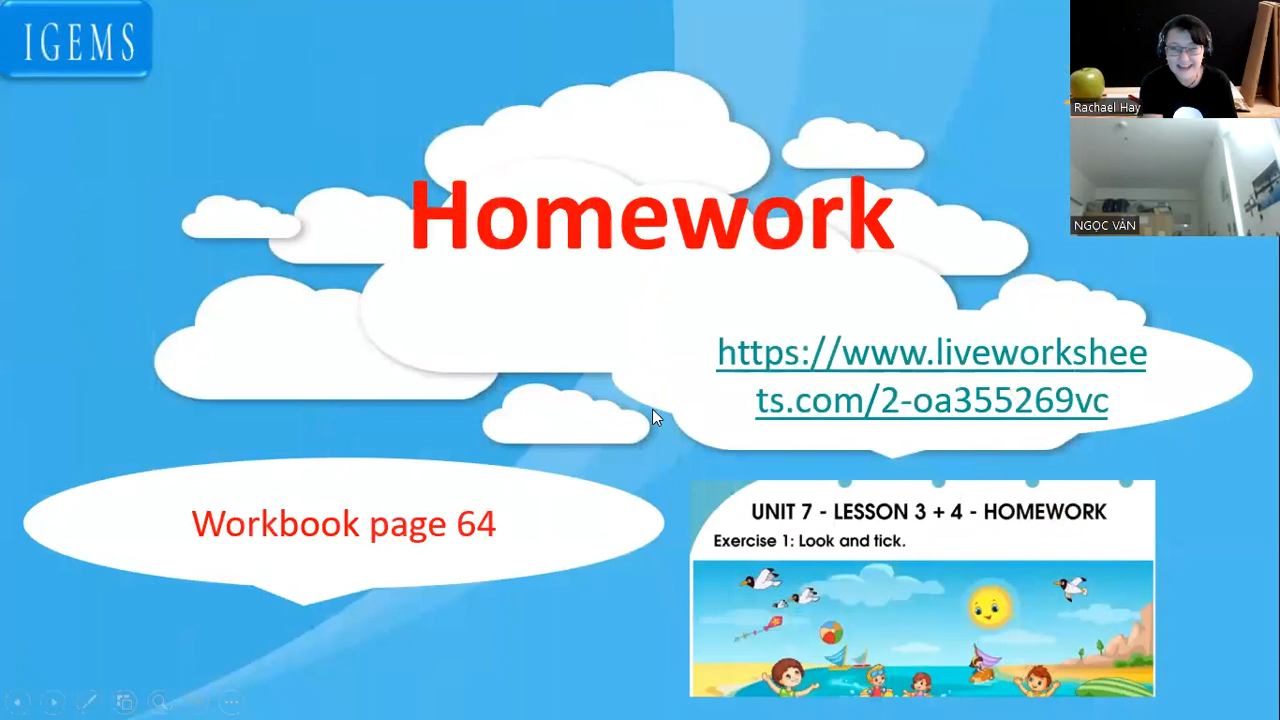 IGEMS
Rachael Hay
NGỌC VÂN
Homework
https://www.liveworkshee
ts.com/2-oa355269vc
Workbook page 64
UNIT 7 - LESSON 3 + 4 - HOMEWORK
Exercise 1: Look and tick.